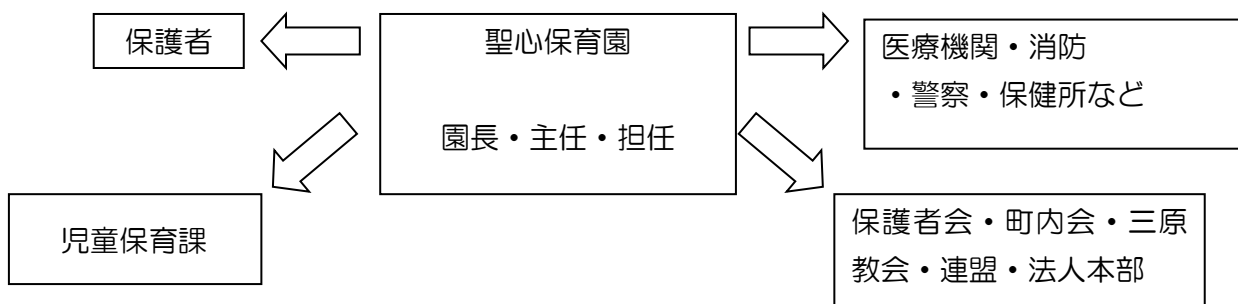 保護者
聖心保育園
園長・主任・担任
医療機関・消防
・警察・保健所など
児童保育課
保護者会・町内会・三原
教会・連盟・法人本部